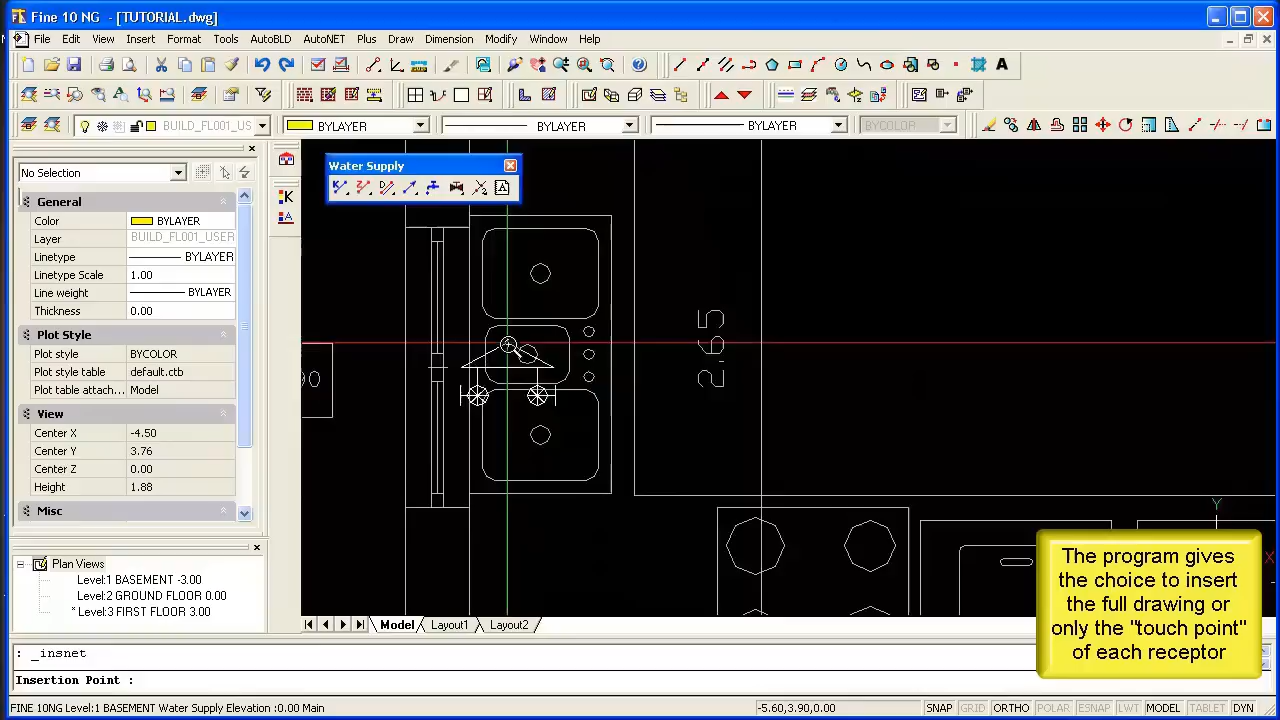 Fine 10 NG - [TUTORIAL.dwg]
File Edit View Insert Format Tools AutoBLD AutoNET Plus Draw Dimension Modify Window Help
BUILD_FL001_US
BYLAYER
BYLAYER
BYLAYER
BYCOLOR
No Selection
General
Color BYLAYER
Layer BUILD_FL001_USER
Linetype BYLAYER
Linetype Scale 1.00
Line weight BYLAYER
Thickness 0.00
Plot Style
Plot style BYCOLOR
Plot style table default.ctb
Plot table attach... Model
View
Center X -4.50
Center Y 3.76
Center Z 0.00
Height 1.88
Misc
Plan Views
Level:1 BASEMENT -3.00
Level:2 GROUND FLOOR 0.00
* Level:3 FIRST FLOOR 3.00
K
A
Water Supply
2.65
Y
X
The program gives
the choice to insert
the full drawing or
only the "touch point"
of each receptor
Model Layout1 Layout2
: _insnet
Insertion Point :
FINE 10NG Level:1 BASEMENT Water Supply Elevation :0.00 Main
-5.60,3.90,0.00
SNAP GRID ORTHO POLAR ESNAP LWT MODEL TABLET DYN